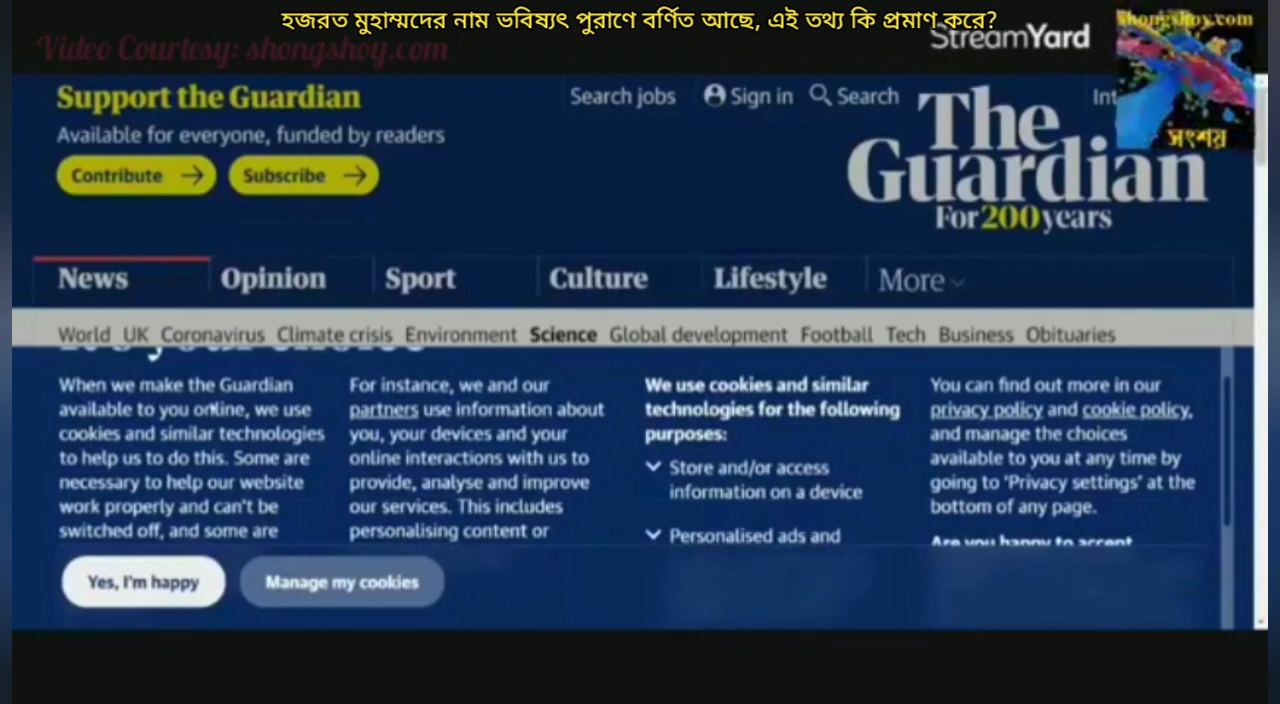 হজরত মুহাম্মদের নাম ভবিষ্যৎ পুরাণে বর্ণিত আছে, এই তথ্য কি প্রমাণ করে?
Video Courtesy: shongshoy.com
StreamYard
shongshoy.com
সংশয়
Support the Guardian
Available for everyone, funded by readers
Contribute →
Subscribe →
Search jobs
Sign in
Search
Int
The
Guardian
For 200 years
News
Opinion
Sport
Culture
Lifestyle
More
World UK Coronavirus Climate crisis Environment Science Global development Football Tech Business Obituaries
When we make the Guardian
available to you online, we use
cookies and similar technologies
to help us to do this. Some are
necessary to help our website
work properly and can't be
switched off, and some are
For instance, we and our
partners use information about
you, your devices and your
online interactions with us to
provide, analyse and improve
our services. This includes
personalising content or
We use cookies and similar
technologies for the following
purposes:
Store and/or access
information on a device
Personalised ads and
You can find out more in our
privacy policy and cookie policy,
and manage the choices
available to you at any time by
going to 'Privacy settings' at the
bottom of any page.
Are you happy to accept
Yes, I'm happy
Manage my cookies